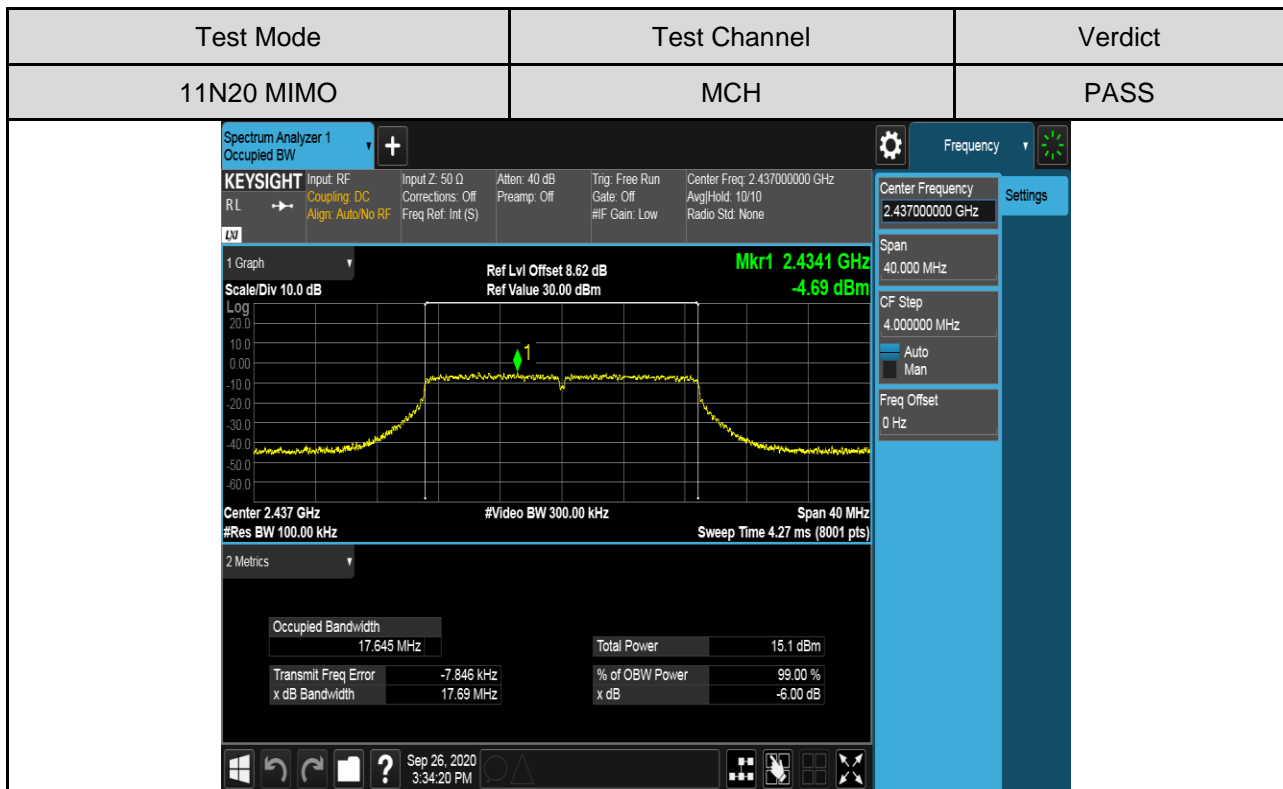 Test Mode Test Channel Verdict
11N20 MIMO MCH PASS
Spectrum Analyzer 1
Occupied BW
+
Frequency
KEYSIGHT
RL
LXI
Input: RF
Coupling: DC
Align: Auto/No RF
Input Z: 50 Ω
Corrections: Off
Freq Ref: Int (S)
Atten: 40 dB
Preamp: Off
Trig: Free Run
Gate: Off
#IF Gain: Low
Center Freq: 2.437000000 GHz
Avg|Hold: 10/10
Radio Std: None
Center Frequency
2.437000000 GHz
Settings
Span
40.000 MHz
CF Step
4.000000 MHz
Auto
Man
Freq Offset
0 Hz
1 Graph
Scale/Div 10.0 dB
Ref Lvl Offset 8.62 dB
Ref Value 30.00 dBm
Mkr1 2.4341 GHz
-4.69 dBm
Log
20.0
10.0
0.00
-10.0
-20.0
-30.0
-40.0
-50.0
-60.0
1
Center 2.437 GHz #Video BW 300.00 kHz Span 40 MHz
#Res BW 100.00 kHz Sweep Time 4.27 ms (8001 pts)
2 Metrics
Occupied Bandwidth
17.645 MHz
Total Power 15.1 dBm
Transmit Freq Error -7.846 kHz % of OBW Power 99.00 %
x dB Bandwidth 17.69 MHz x dB -6.00 dB
?
Sep 26, 2020
3:34:20 PM